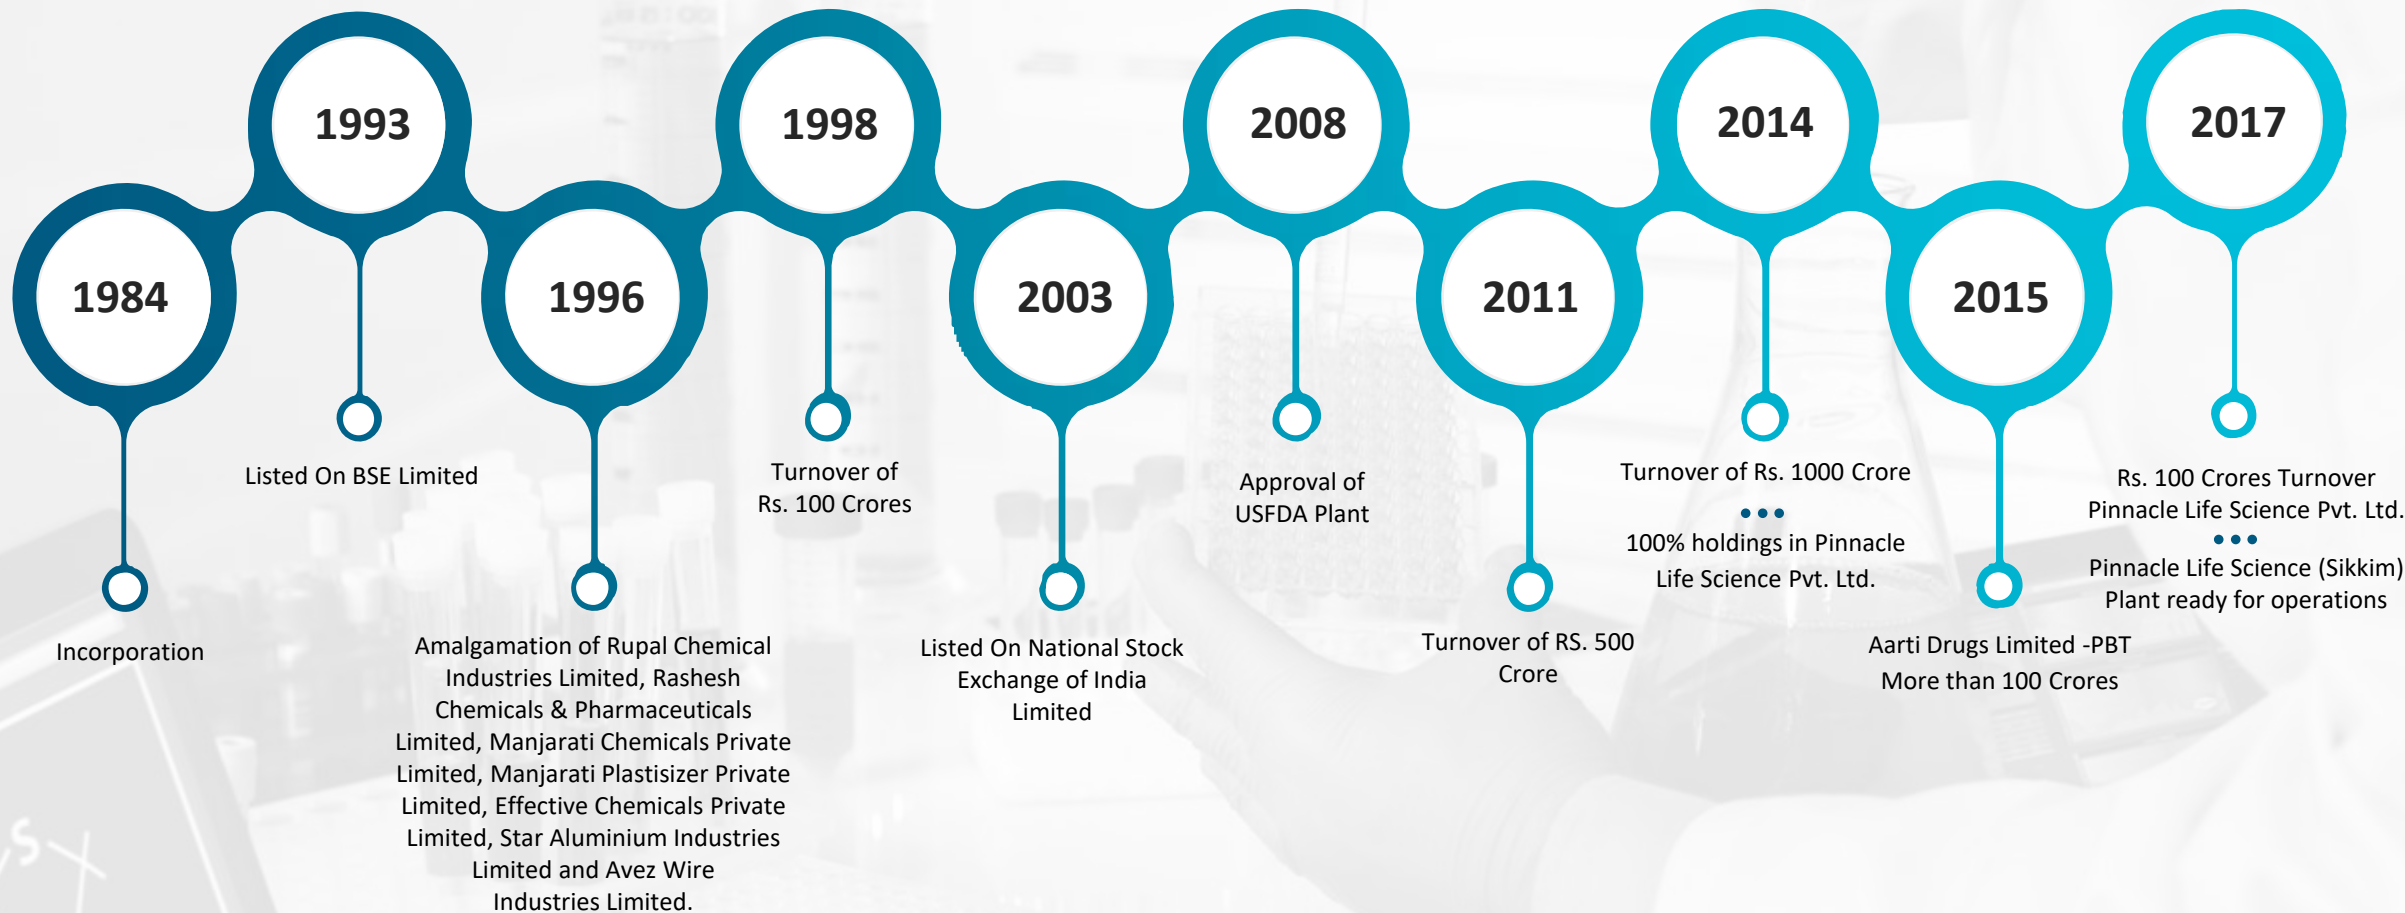 1984
Incorporation
1993
Listed On BSE Limited
1996
Amalgamation of Rupal Chemical
Industries Limited, Rashesh
Chemicals & Pharmaceuticals
Limited, Manjarati Chemicals Private
Limited, Manjarati Plastisizer Private
Limited, Effective Chemicals Private
Limited, Star Aluminium Industries
Limited and Avez Wire
Industries Limited.
1998
Turnover of
Rs. 100 Crores
2003
Listed On National Stock
Exchange of India
Limited
2008
Approval of
USFDA Plant
2011
Turnover of RS. 500
Crore
2014
Turnover of Rs. 1000 Crore
100% holdings in Pinnacle
Life Science Pvt. Ltd.
2015
Aarti Drugs Limited -PBT
More than 100 Crores
2017
Rs. 100 Crores Turnover
Pinnacle Life Science Pvt. Ltd.
Pinnacle Life Science (Sikkim)
Plant ready for operations